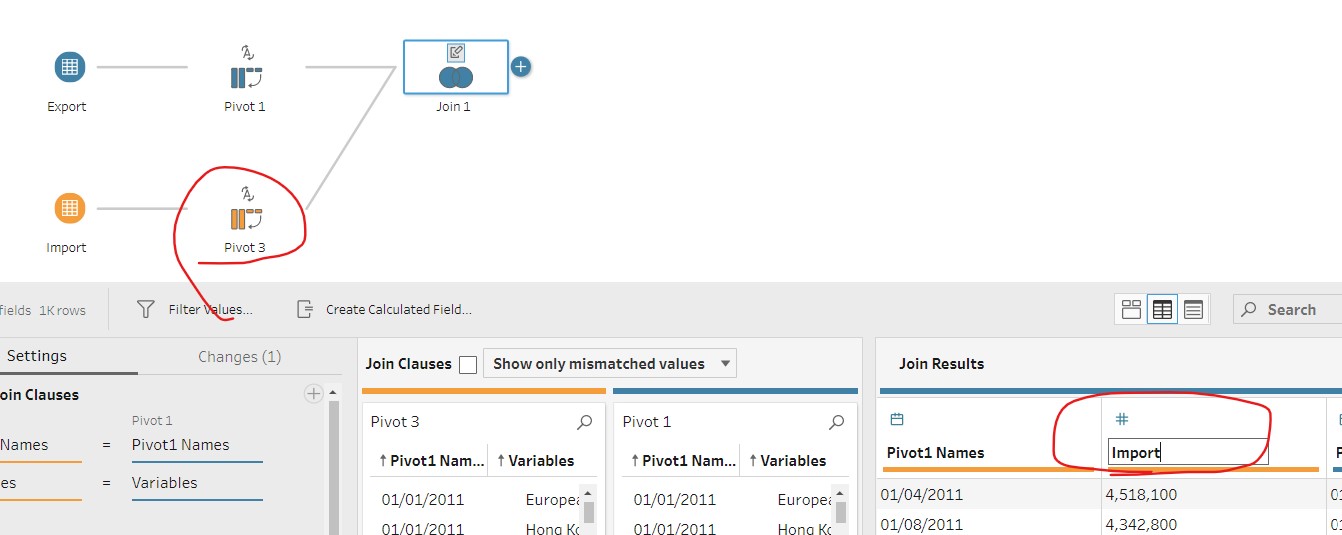 Export
Pivot 1
Join 1
Import
Pivot 3
fields 1K rows
Filter Values...
Create Calculated Field...
Search
Settings
Changes (1)
Join Clauses
Show only mismatched values
Join Results
oin Clauses
Pivot 1
Names = Pivot1 Names
es = Variables
Pivot 3
Pivot 1
Pivot1 Nam...
Variables
Pivot1 Nam...
Variables
01/01/2011 Europea
01/01/2011 Europea
01/01/2011 Hong Ko
01/01/2011 Hong Ko
Pivot1 Names
Import
01/04/2011 4,518,100 01
01/08/2011 4,342,800 01